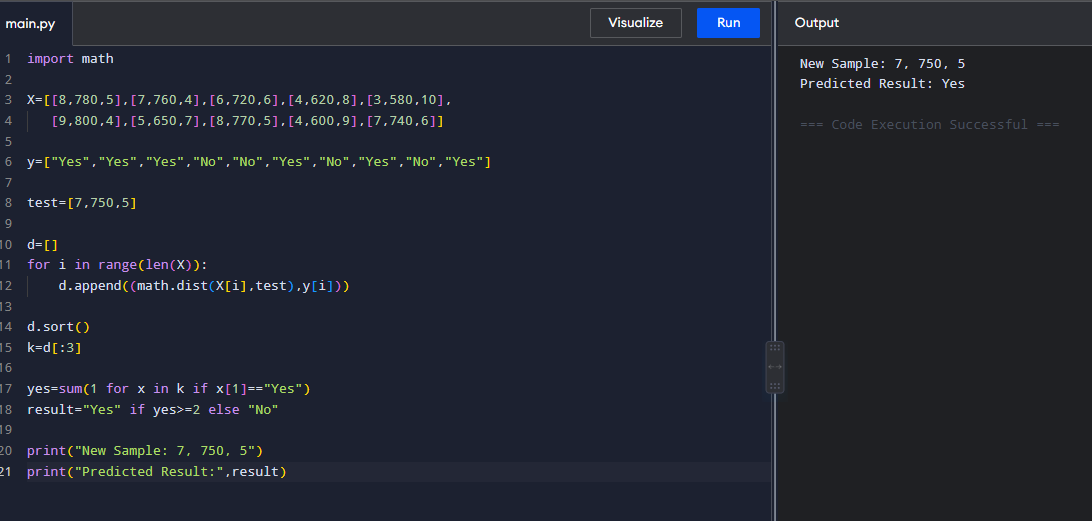 main.py
Visualize
Run
Output
1 import math
2
3 X=[[8,780,5],[7,760,4],[6,720,6],[4,620,8],[3,580,10],
4 [9,800,4],[5,650,7],[8,770,5],[4,600,9],[7,740,6]]
5
6 y=["Yes","Yes","Yes","No","No","Yes","No","Yes","No","Yes"]
7
8 test=[7,750,5]
9
10 d=[]
11 for i in range(len(X)):
12 d.append((math.dist(X[i],test),y[i]))
13
14 d.sort()
15 k=d[:3]
16
17 yes=sum(1 for x in k if x[1]=="Yes")
18 result="Yes" if yes>=2 else "No"
19
20 print("New Sample: 7, 750, 5")
21 print("Predicted Result:",result)
New Sample: 7, 750, 5
Predicted Result: Yes
=== Code Execution Successful ===